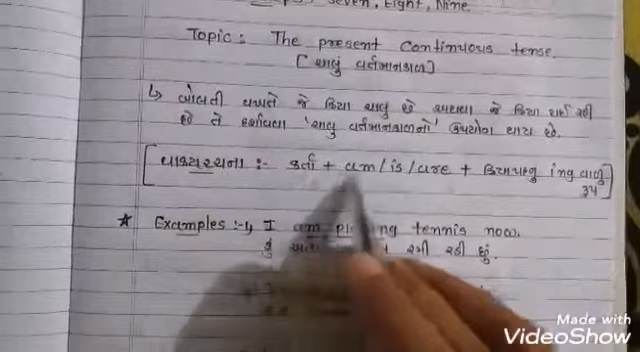 Seven, Eight, Nine
Topic: The present Continuous tense.
[ચાલું વર્તમાનકાળ]
↳ બોલતી વખતે જે ક્રિયા ચાલુ છે અથવા જે ક્રિયા થઈ રહી
છે તે દર્શાવવા 'ચાલું વર્તમાનકાળનો' ઉપયોગ થાય છે.
[વાક્યરચના :- કર્તા + am/is/are + ક્રિયાપદનું ing વાળું
રૂપ]
★ Examples :-1) I am playing tennis now.
હું રમી રહી છું.
Made with
VideoShow